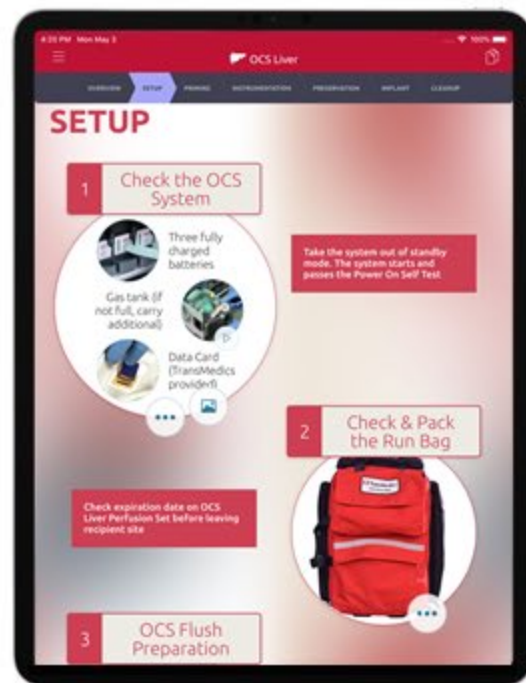 4:20 PM Mon May 3
100%
OCS Liver
OVERVIEW
SETUP
PRIMING
INSTRUMENTATION
PRESERVATION
IMPLANT
CLEANUP
SETUP
1
Check the OCS
System
Three fully
charged
batteries
Gas tank (if
not full, carry
additional)
Data Card
(TransMedics
provided)
Take the system out of standby
mode. The system starts and
passes the Power On Self Test
2
Check & Pack
the Run Bag
Check expiration date on OCS
Liver Perfusion Set before leaving
recipient site
3
OCS Flush
Preparation